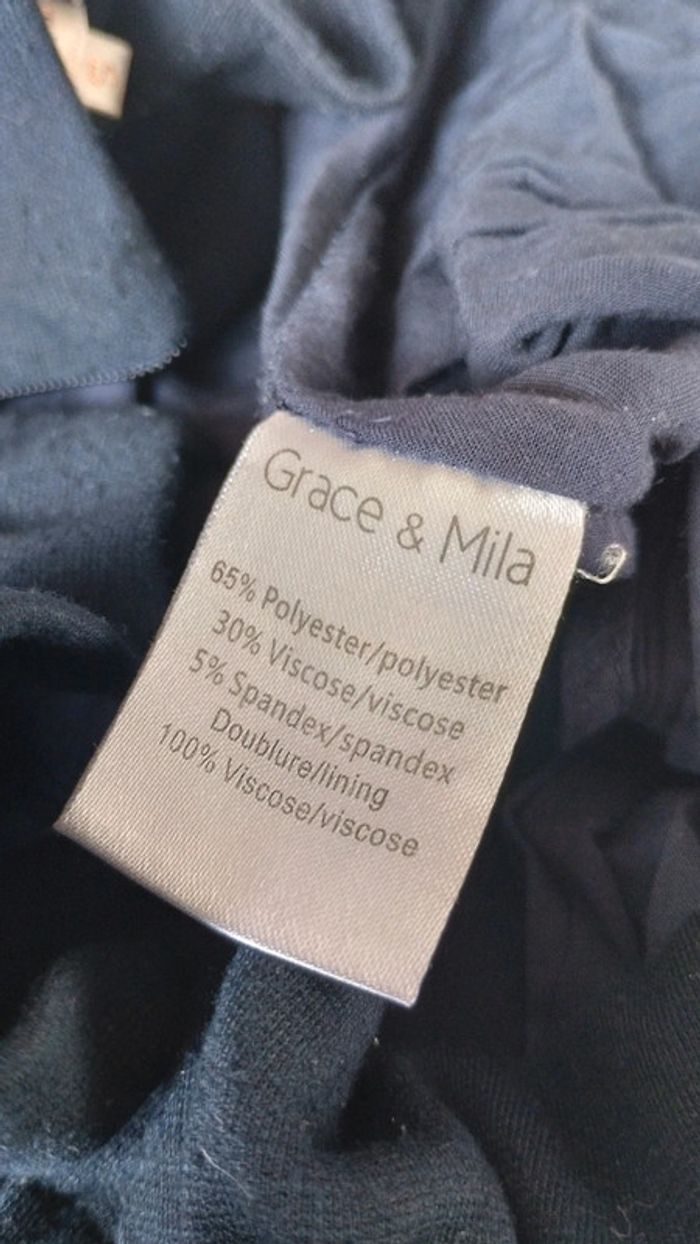 Grace & Mila
65% Polyester/polyester
30% Viscose/viscose
5% Spandex/spandex
Doublure/lining
100% Viscose/viscose